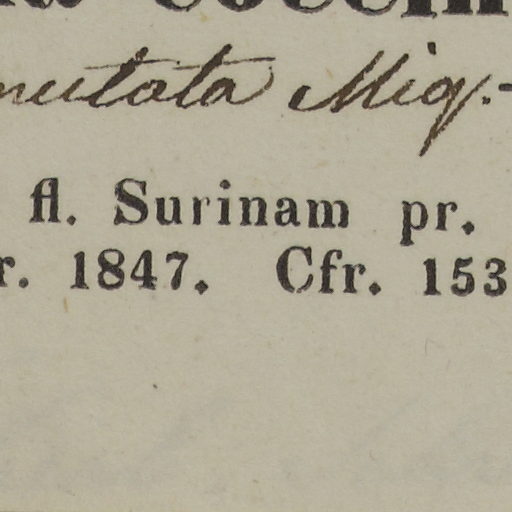 mutata Miq.-
fl. Surinam pr.
r. 1847. Cfr. 153